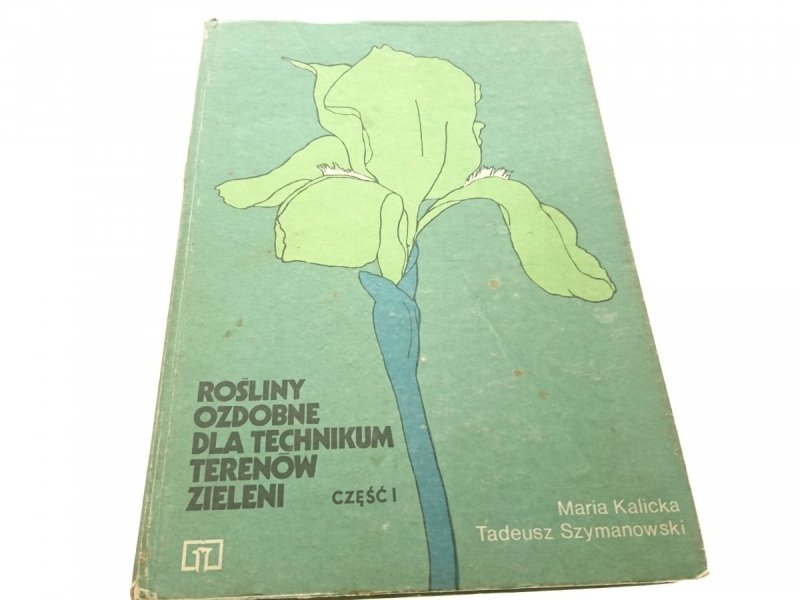 ROŚLINY
OZDOBNE
DLA TECHNIKUM
TERENÓW
ZIELENI CZĘŚĆ I
Maria Kalicka
Tadeusz Szymanowski